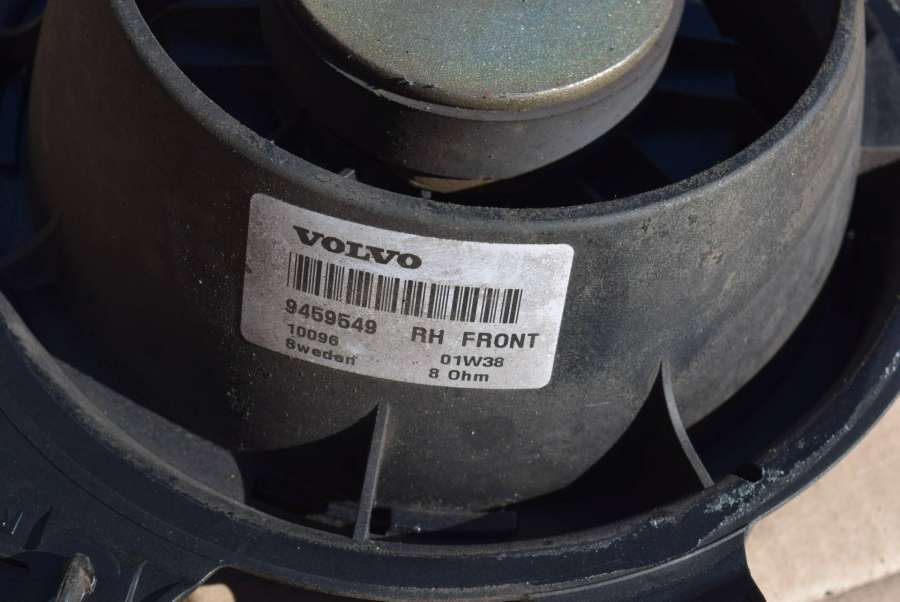 VOLVO
9459549 RH FRONT
10096 01W38
Sweden 8 Ohm